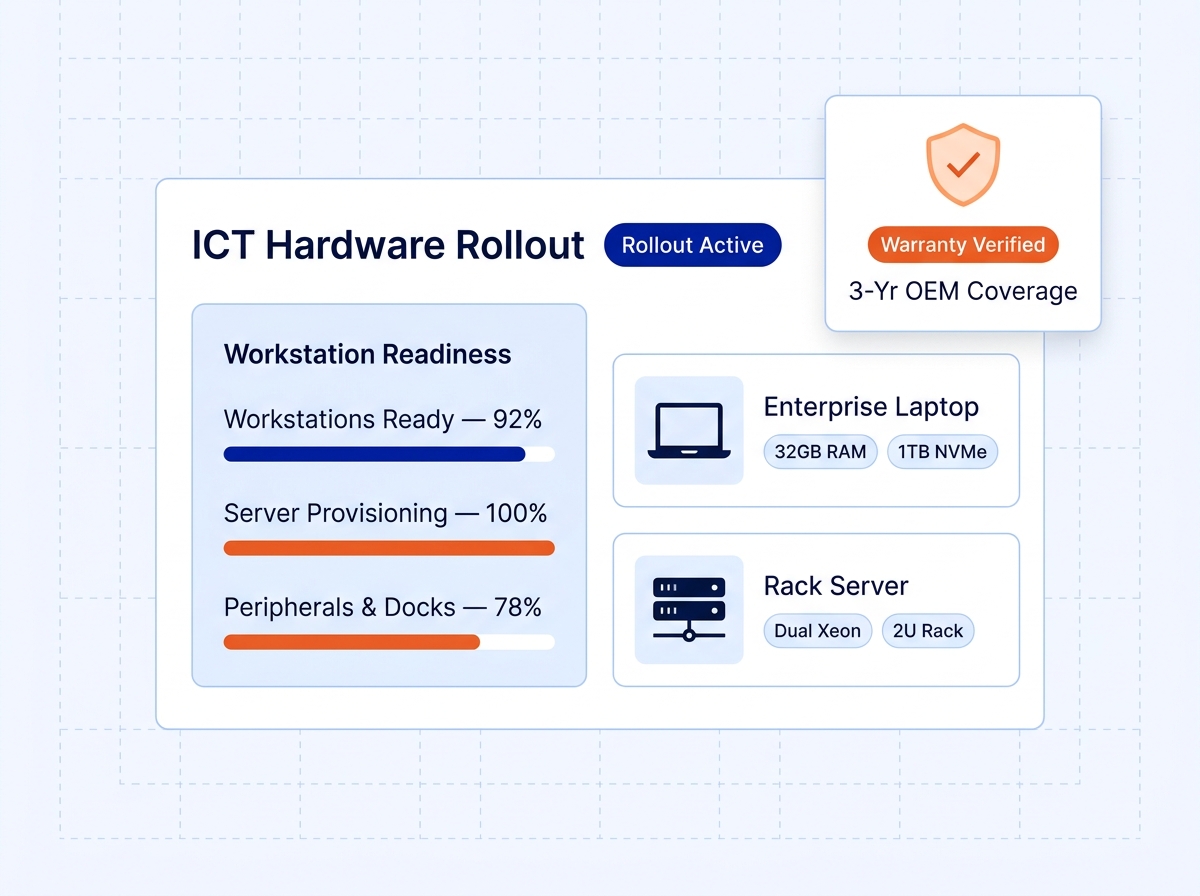 ICT Hardware Rollout
Rollout Active
Warranty Verified
3-Yr OEM Coverage
Workstation Readiness
Workstations Ready — 92%
Server Provisioning — 100%
Peripherals & Docks — 78%
Enterprise Laptop
32GB RAM
1TB NVMe
Rack Server
Dual Xeon
2U Rack